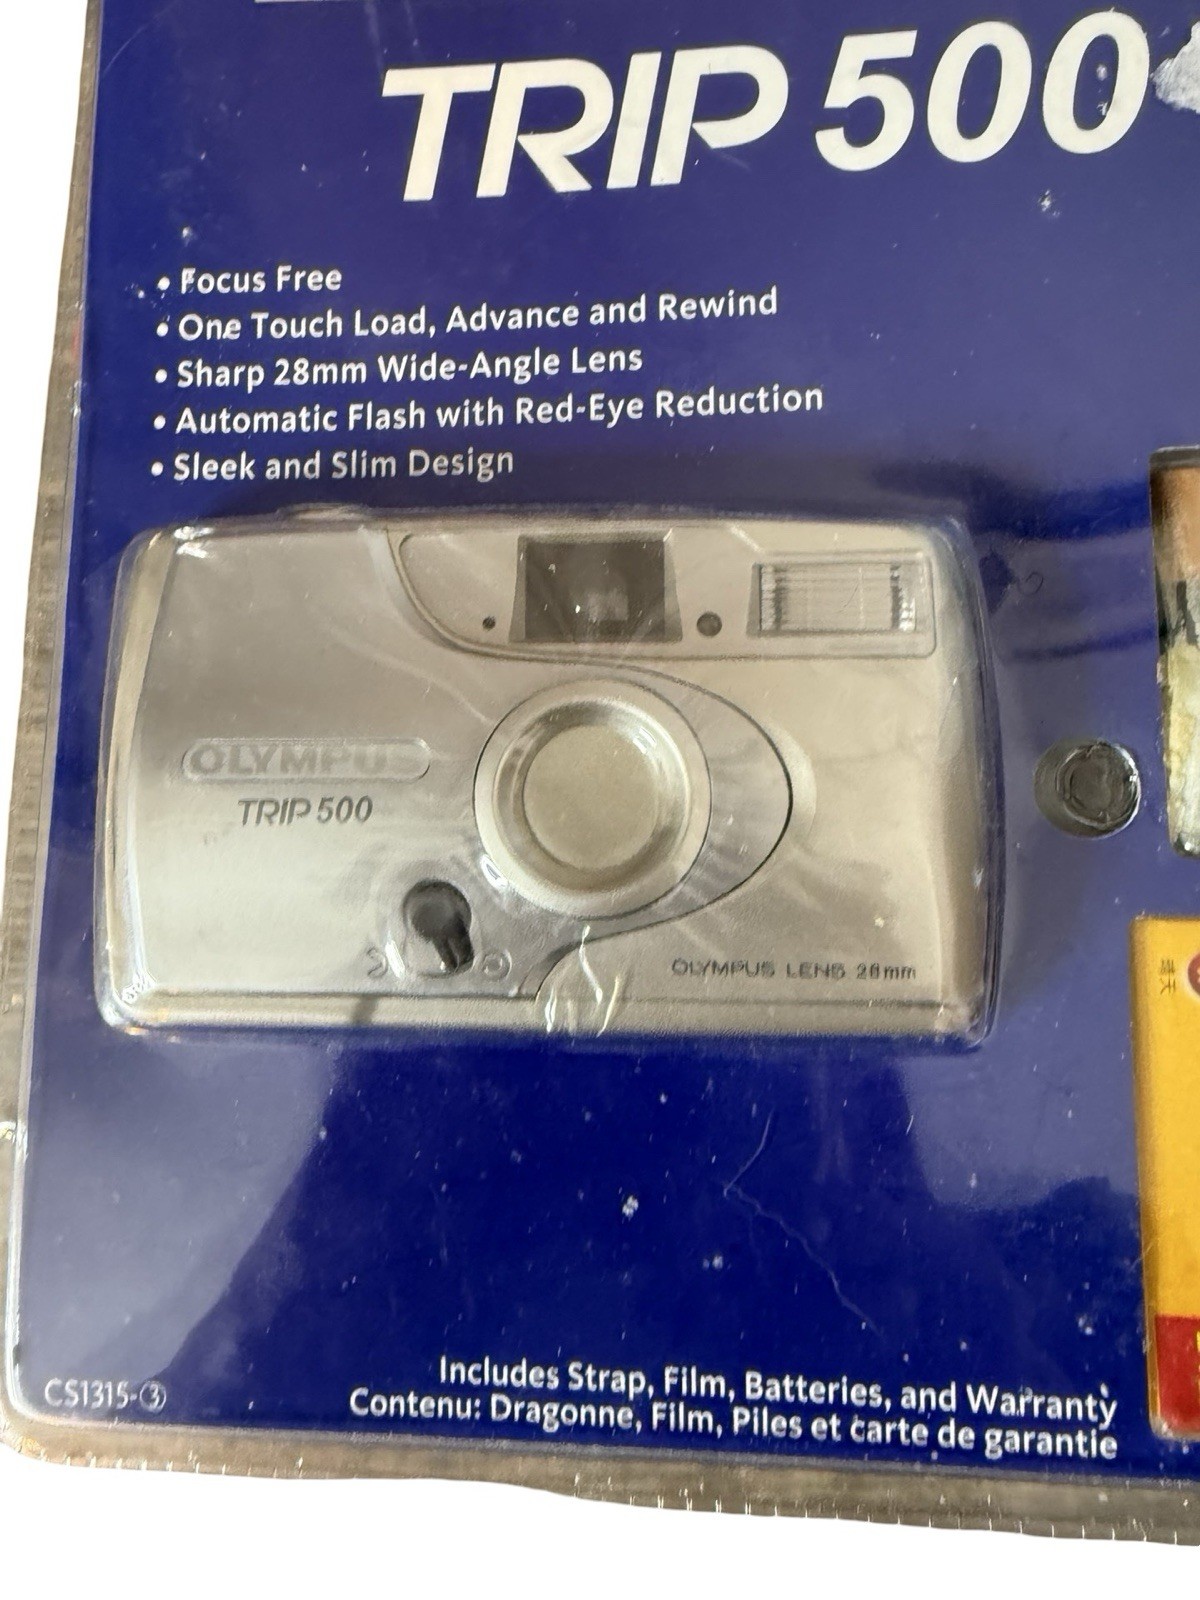 TRIP 500
• Focus Free
• One Touch Load, Advance and Rewind
• Sharp 28mm Wide-Angle Lens
• Automatic Flash with Red-Eye Reduction
• Sleek and Slim Design
OLYMPUS
TRIP 500
OLYMPUS LENS 28mm
晴天
Includes Strap, Film, Batteries, and Warranty
Contenu: Dragonne, Film, Piles et carte de garantie
CS1315-③